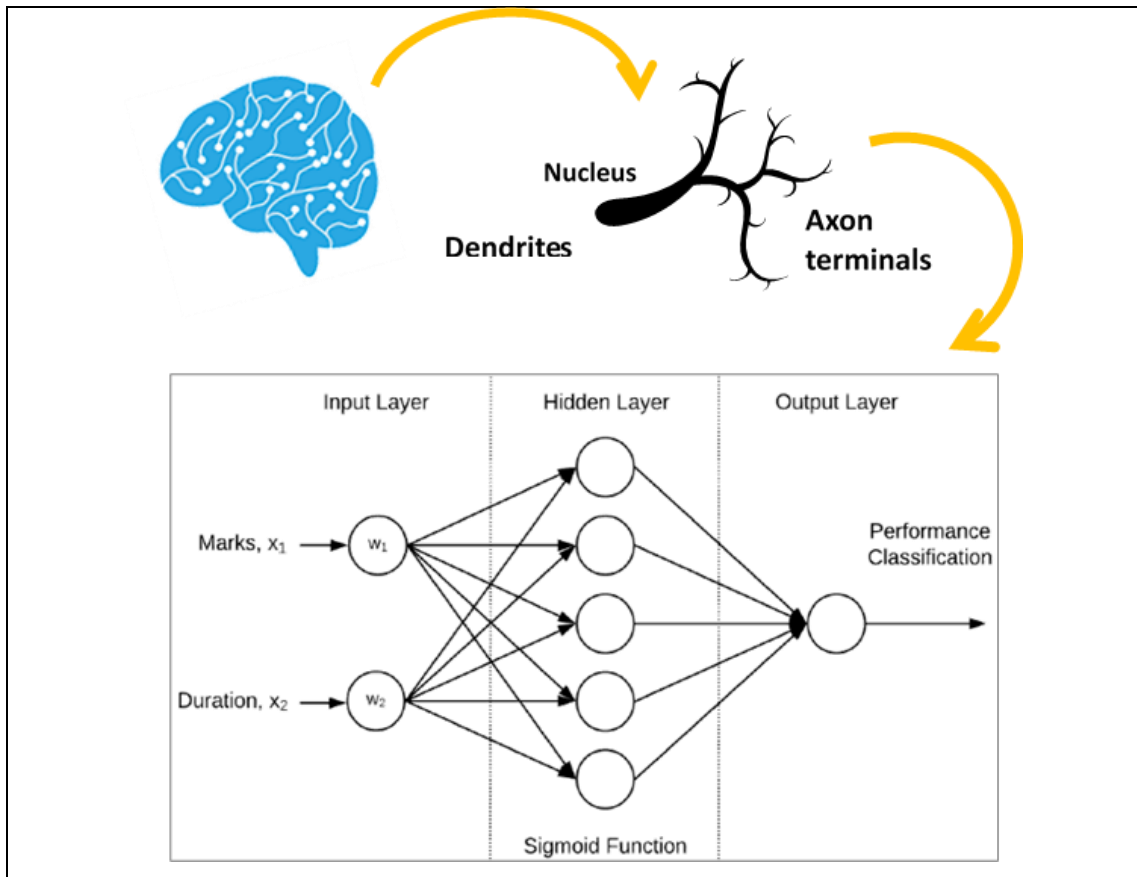 Nucleus
Dendrites
Axon
terminals
Input Layer
Hidden Layer
Output Layer
Marks, x₁
w₁
Performance
Classification
Duration, x₂
w₂
Sigmoid Function